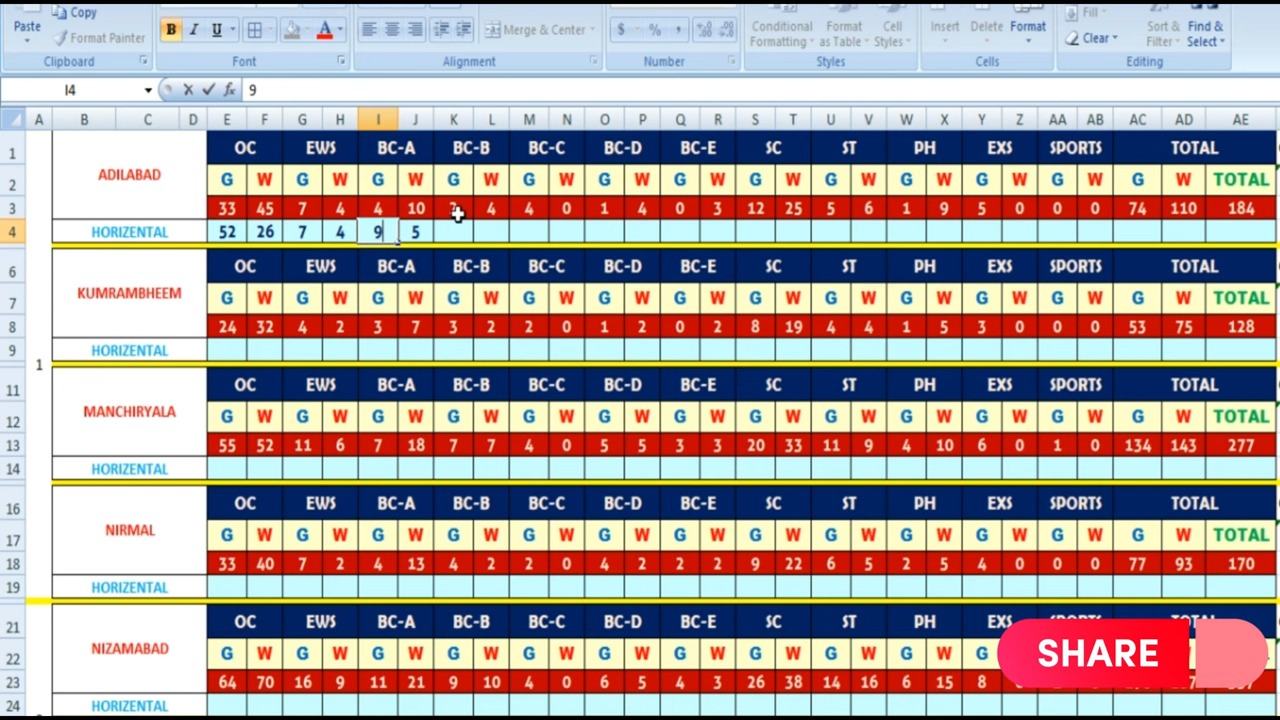 Copy
Paste
Format Painter
B I U A
Merge & Center
$ % ,
Conditional Formatting Format as Table Cell Styles
Insert Delete Format
Fill
Clear
Sort & Filter Find & Select
Clipboard Font Alignment Number Styles Cells Editing
I4 fx 9
A B C D E F G H I J K L M N O P Q R S T U V W X Y Z AA AB AC AD AE
1 OC EWS BC-A BC-B BC-C BC-D BC-E SC ST PH EXS SPORTS TOTAL
ADILABAD
2 G W G W G W G W G W G W G W G W G W G W G W G W G W TOTAL
3 33 45 7 4 4 10 4 4 0 1 4 0 3 12 25 5 6 1 9 5 0 0 0 74 110 184
4 HORIZENTAL 52 26 7 4 9 5
6 OC EWS BC-A BC-B BC-C BC-D BC-E SC ST PH EXS SPORTS TOTAL
KUMRAMBHEEM
7 G W G W G W G W G W G W G W G W G W G W G W G W G W TOTAL
8 24 32 4 2 3 7 3 2 2 0 1 2 0 2 8 19 4 4 1 5 3 0 0 0 53 75 128
9 HORIZENTAL
1
11 OC EWS BC-A BC-B BC-C BC-D BC-E SC ST PH EXS SPORTS TOTAL
MANCHIRYALA
12 G W G W G W G W G W G W G W G W G W G W G W G W G W TOTAL
13 55 52 11 6 7 18 7 7 4 0 5 5 3 3 20 33 11 9 4 10 6 0 1 0 134 143 277
14 HORIZENTAL
16 OC EWS BC-A BC-B BC-C BC-D BC-E SC ST PH EXS SPORTS TOTAL
NIRMAL
17 G W G W G W G W G W G W G W G W G W G W G W G W G W TOTAL
18 33 40 7 2 4 13 4 2 2 0 4 2 2 2 9 22 6 5 2 5 4 0 0 0 77 93 170
19 HORIZENTAL
21 OC EWS BC-A BC-B BC-C BC-D BC-E SC ST PH EXS SPORTS TOTAL
NIZAMABAD
22 G W G W G W G W G W G W G W G W G W G W G
23 64 70 16 9 11 21 9 10 4 0 6 5 4 3 26 38 14 16 6 15 8
24 HORIZENTAL
SHARE